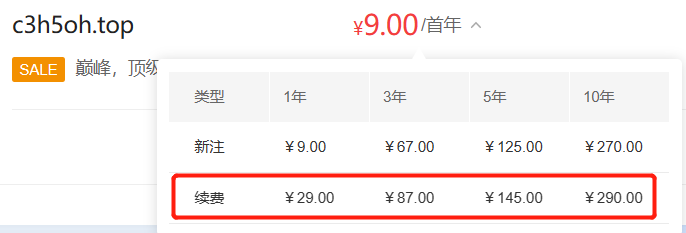 c3h5oh.top ¥9.00/首年
SALE 巅峰，顶级
类型 1年 3年 5年 10年
新注 ¥9.00 ¥67.00 ¥125.00 ¥270.00
续费 ¥29.00 ¥87.00 ¥145.00 ¥290.00